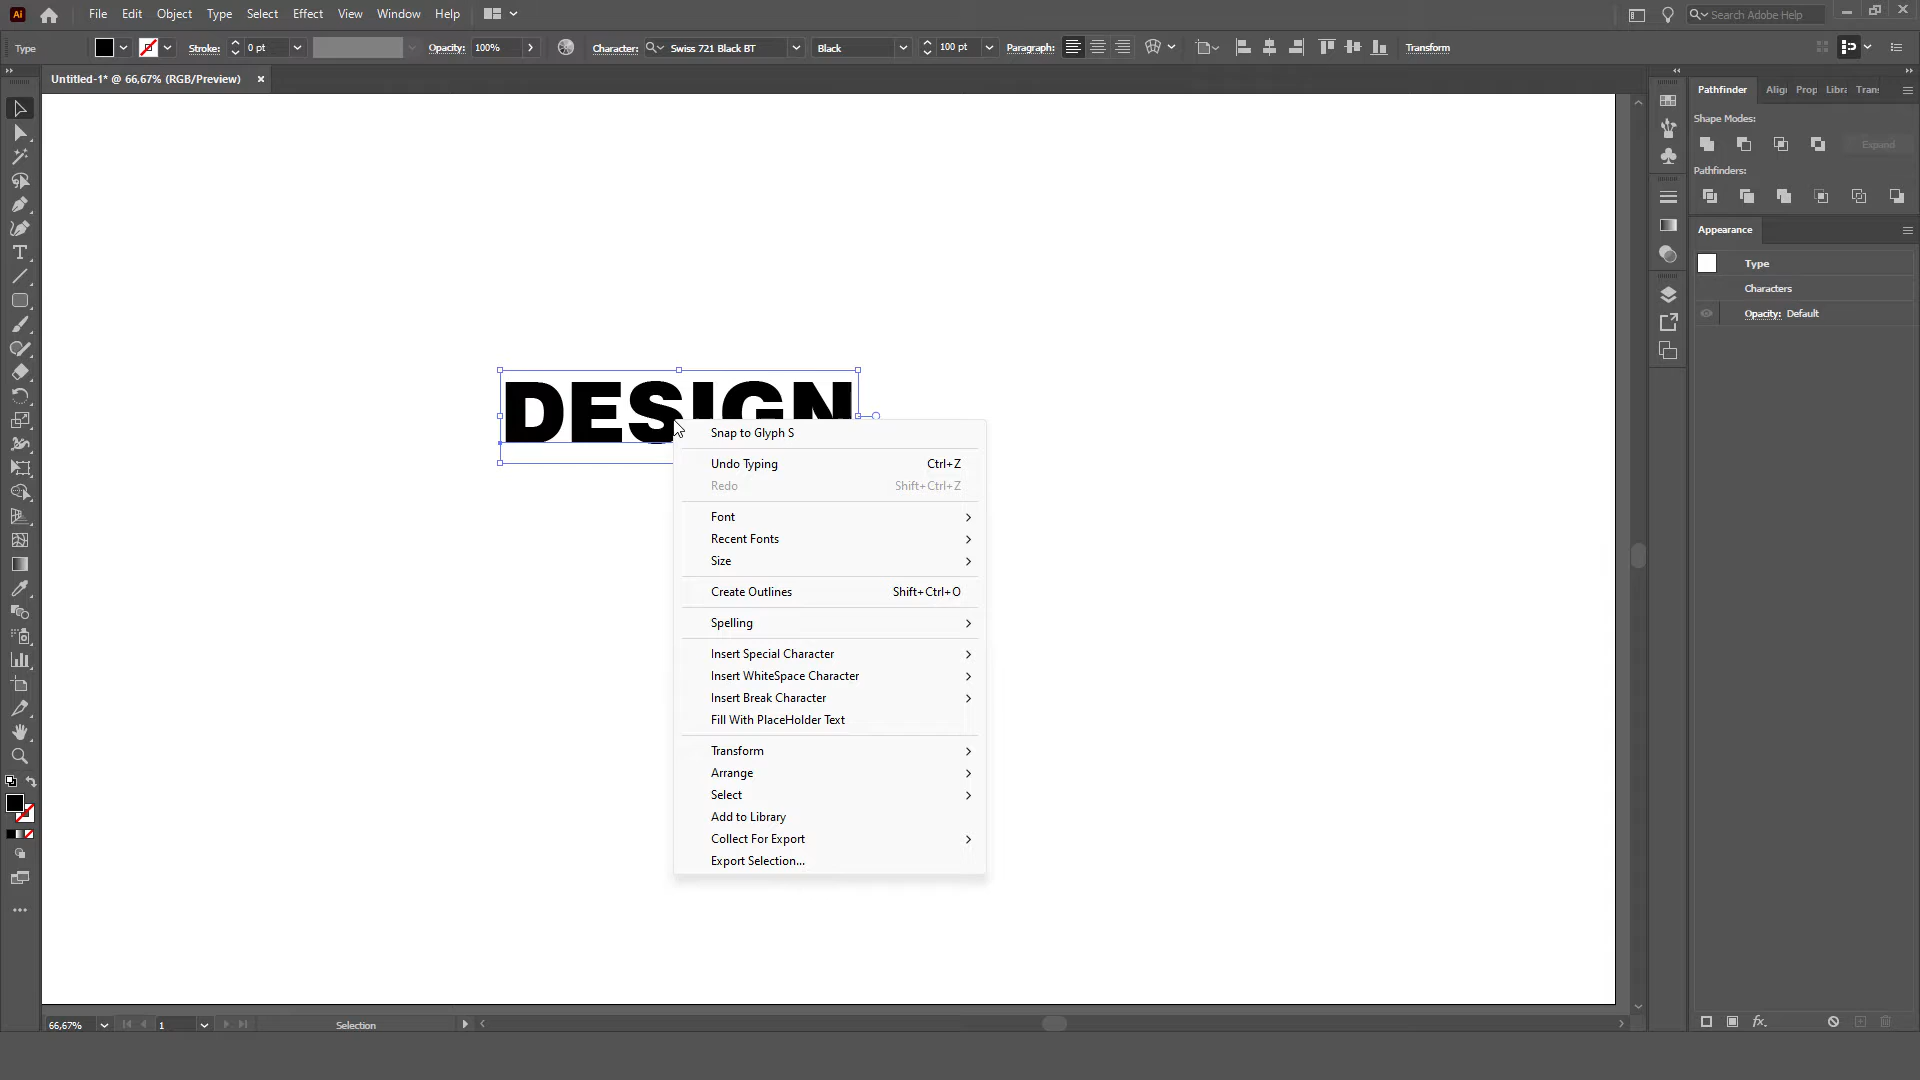 Ai File Edit Object Type Select Effect View Window Help Search Adobe Help
Type Stroke: 0 pt Opacity: 100% Character: Swiss 721 Black BT Black 100 pt Paragraph: Transform
Untitled-1* @ 66,67% (RGB/Preview)
Pathfinder Alig Prop Libra Tran
Shape Modes:
Expand
Pathfinders:
Appearance
Type
Characters
Opacity: Default
DESIGN
Snap to Glyph S
Undo Typing Ctrl+Z
Redo Shift+Ctrl+Z
Font
Recent Fonts
Size
Create Outlines Shift+Ctrl+O
Spelling
Insert Special Character
Insert WhiteSpace Character
Insert Break Character
Fill With PlaceHolder Text
Transform
Arrange
Select
Add to Library
Collect For Export
Export Selection...
66,67% 1 Selection
fx.